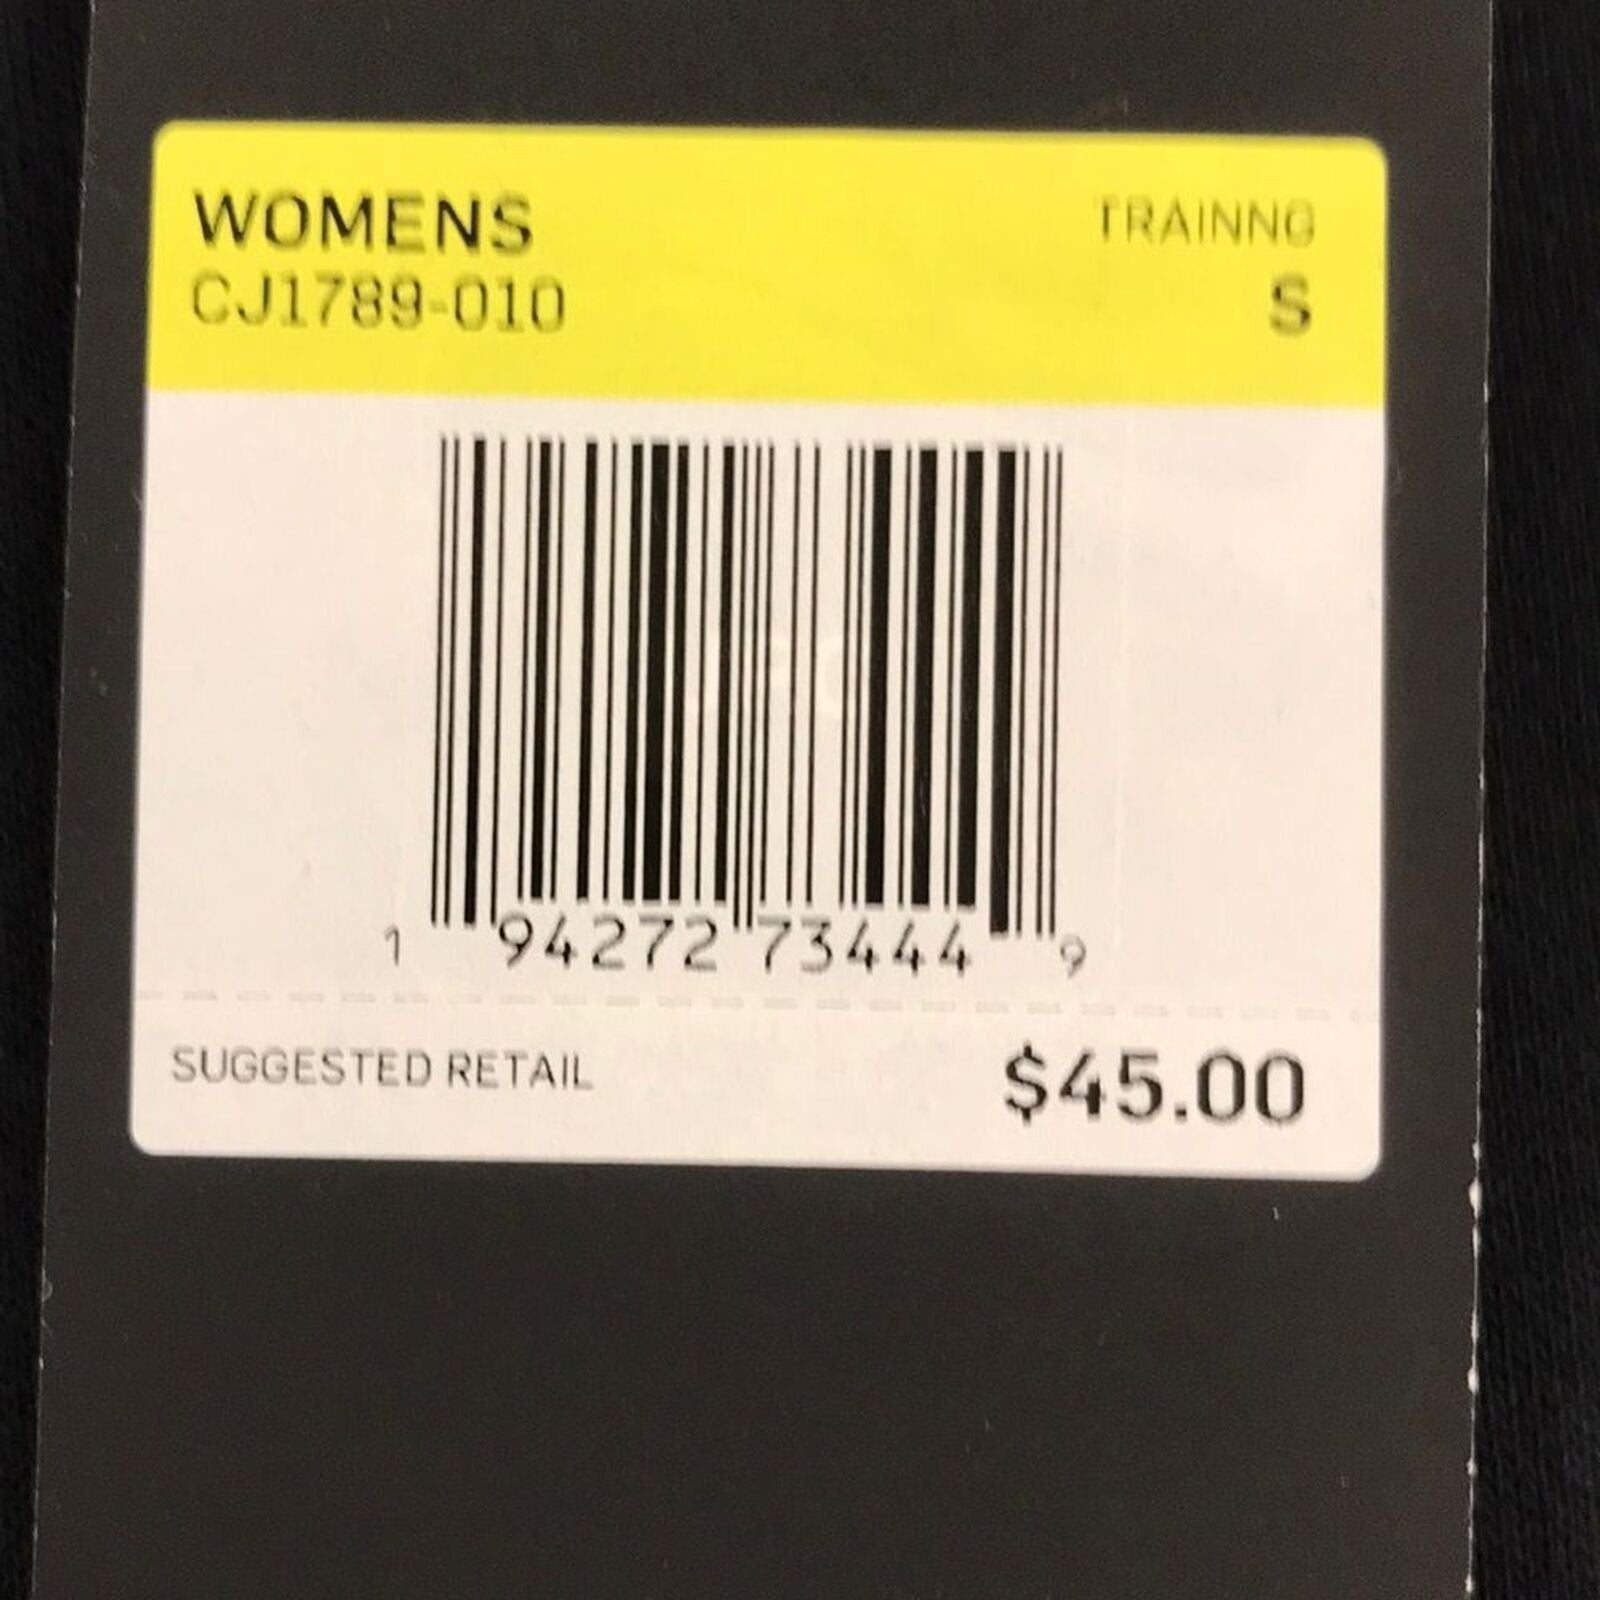 WOMENS TRAINNG
CJ1789-010 S
1 94272 73444 9
SUGGESTED RETAIL $45.00